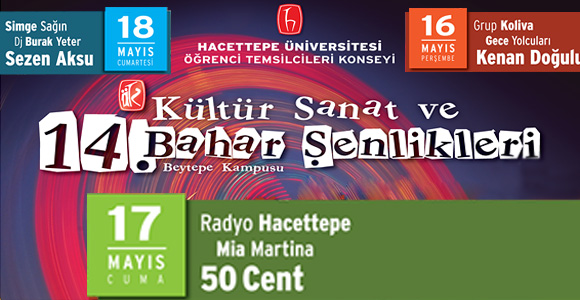 Simge Sağın
Dj Burak Yeter
Sezen Aksu
18
MAYIS
CUMARTESİ
HACETTEPE ÜNİVERSİTESİ
ÖĞRENCİ TEMSİLCİLERİ KONSEYİ
16
MAYIS
PERŞEMBE
Grup Koliva
Gece Yolcuları
Kenan Doğulu
Kültür Sanat ve
14. Bahar Şenlikleri
Beytepe Kampusu
17
MAYIS
CUMA
Radyo Hacettepe
Mia Martina
50 Cent